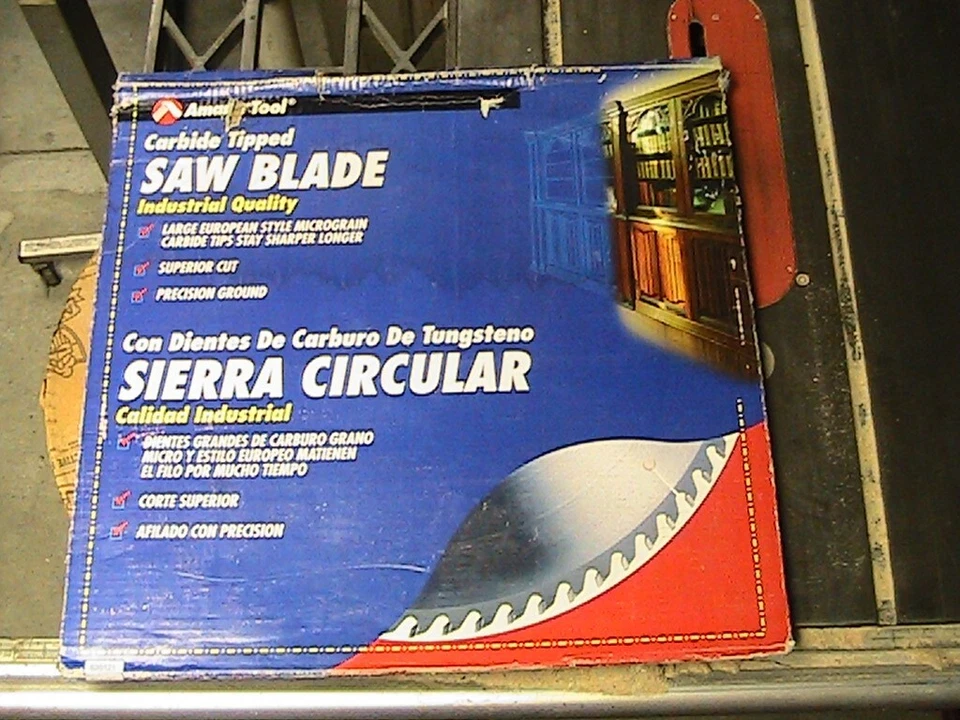 Tool®
Carbide Tipped
SAW BLADE
Industrial Quality
LARGE EUROPEAN STYLE MICROGRAIN
CARBIDE TIPS STAY SHARPER LONGER
SUPERIOR CUT
PRECISION GROUND
Con Dientes De Carburo De Tungsteno
SIERRA CIRCULAR
Calidad Industrial
DIENTES GRANDES DE CARBURO GRANO
MICRO Y ESTILO EUROPEO MATIENEN
EL FILO POR MUCHO TIEMPO
CORTE SUPERIOR
AFILADO CON PRECISION